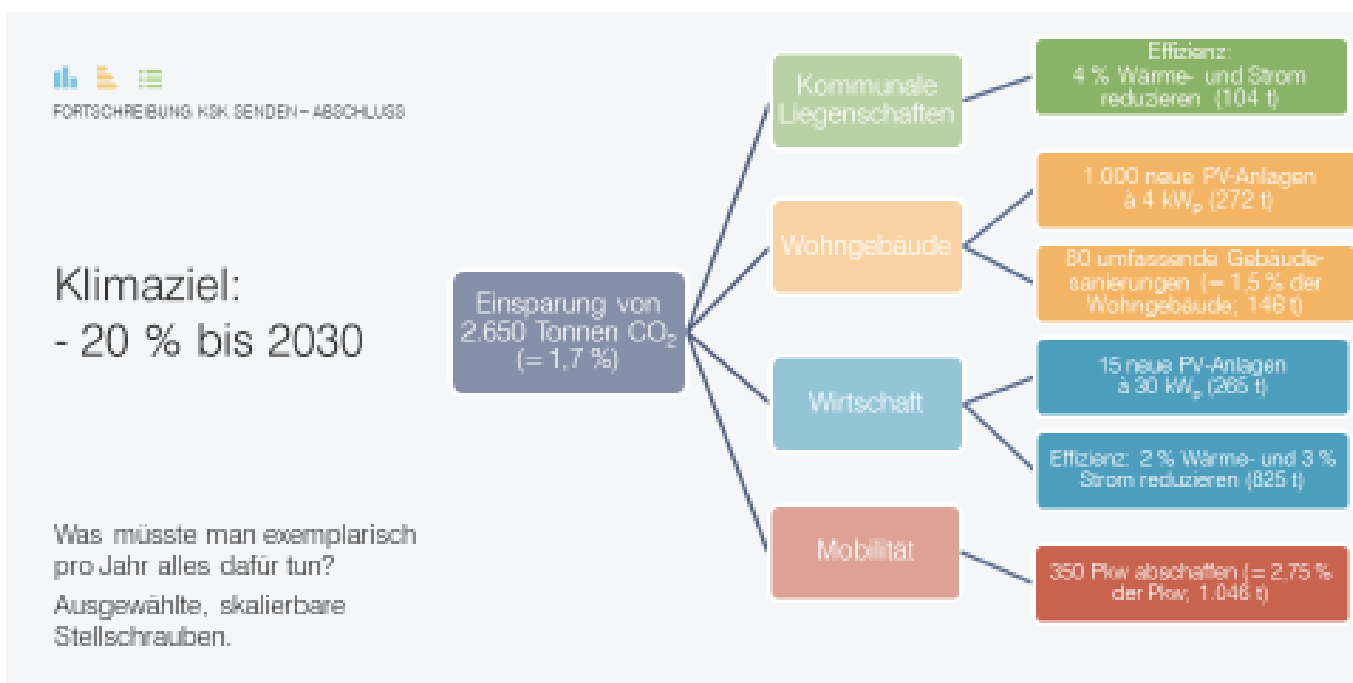 FORTSCHREIBUNG KSK SENDEN – ABSCHLUSS
Klimaziel:
- 20 % bis 2030
Was müsste man exemplarisch
pro Jahr alles dafür tun?
Ausgewählte, skalierbare
Stellschrauben.
Einsparung von
2.650 Tonnen CO₂
(= 1,7 %)
Kommunale
Liegenschaften
Effizienz:
4 % Wärme- und Strom
reduzieren (104 t)
Wohngebäude
1.000 neue PV-Anlagen
à 4 kWₚ (272 t)
80 umfassende Gebäude-
sanierungen (= 1,5 % der
Wohngebäude; 146 t)
Wirtschaft
15 neue PV-Anlagen
à 30 kWₚ (265 t)
Effizienz: 2 % Wärme- und 3 %
Strom reduzieren (825 t)
Mobilität
350 Pkw abschaffen (= 2,75 %
der Pkw; 1.046 t)